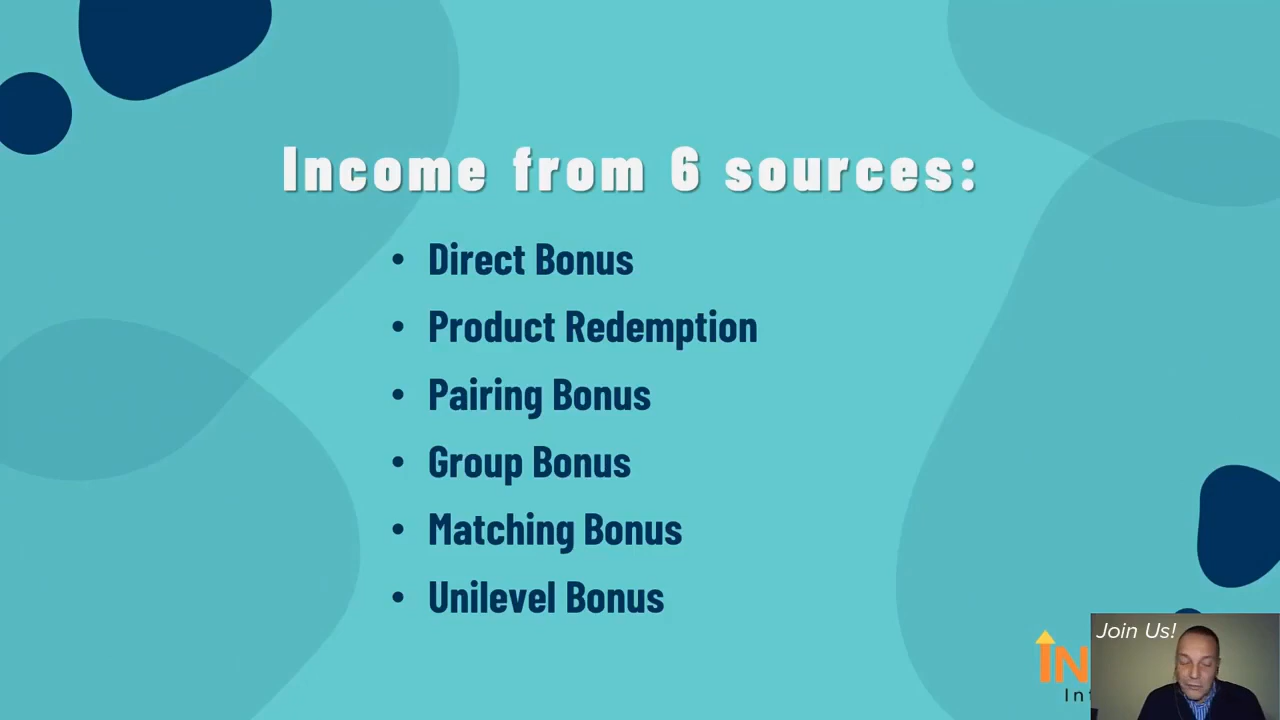 Income from 6 sources:
• Direct Bonus
• Product Redemption
• Pairing Bonus
• Group Bonus
• Matching Bonus
• Unilevel Bonus
Join Us!